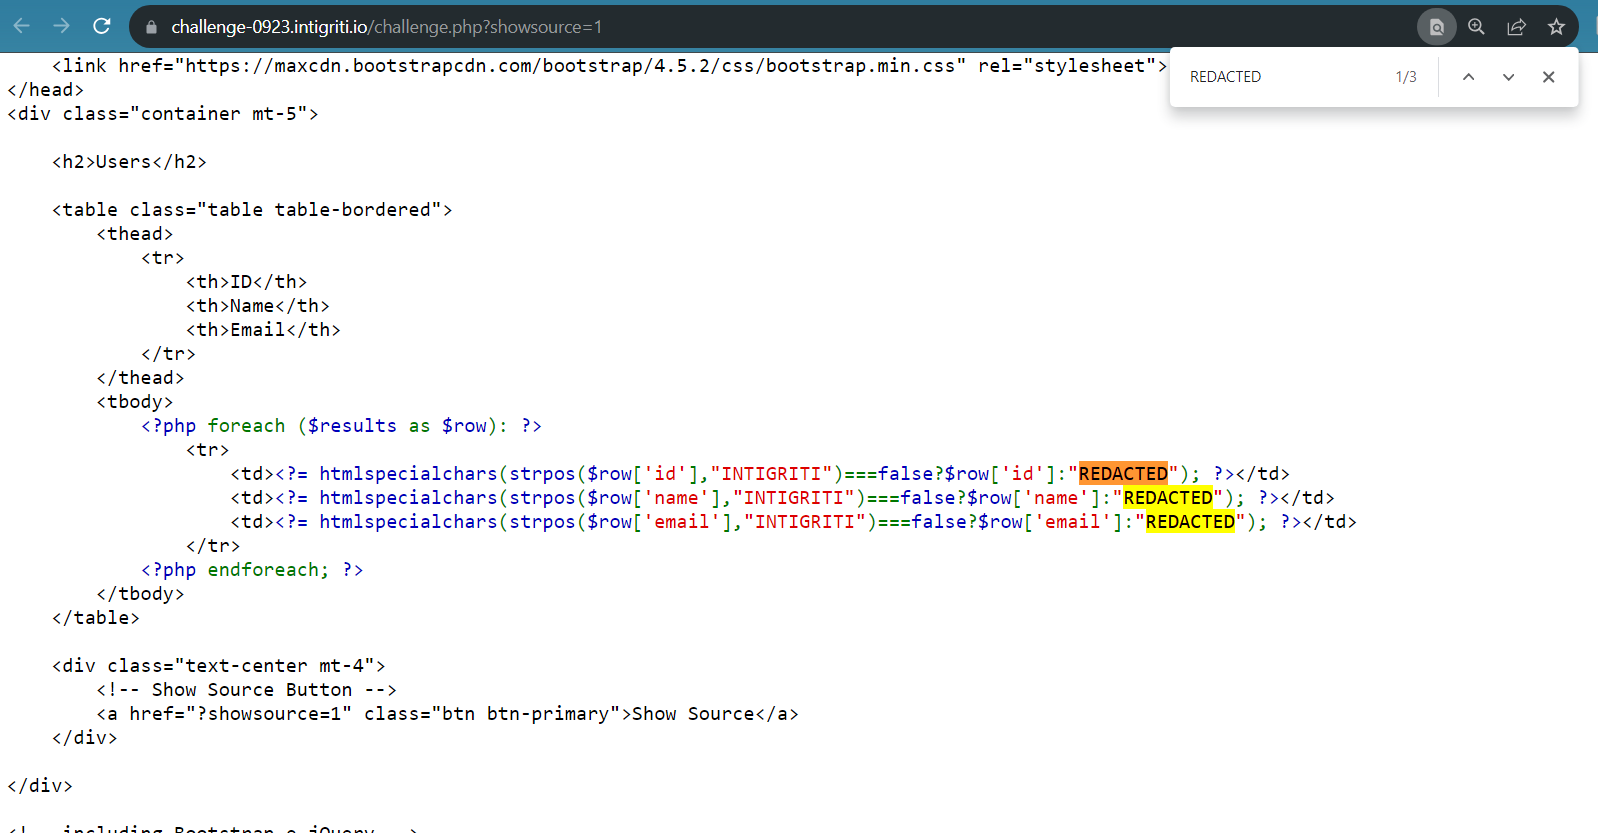 challenge-0923.intigriti.io/challenge.php?showsource=1
REDACTED 1/3
<link href="https://maxcdn.bootstrapcdn.com/bootstrap/4.5.2/css/bootstrap.min.css" rel="stylesheet">
</head>
<div class="container mt-5">
<h2>Users</h2>
<table class="table table-bordered">
<thead>
<tr>
<th>ID</th>
<th>Name</th>
<th>Email</th>
</tr>
</thead>
<tbody>
<?php foreach ($results as $row): ?>
<tr>
<td><?= htmlspecialchars(strpos($row['id'],"INTIGRITI")===false?$row['id']:"REDACTED"); ?></td>
<td><?= htmlspecialchars(strpos($row['name'],"INTIGRITI")===false?$row['name']:"REDACTED"); ?></td>
<td><?= htmlspecialchars(strpos($row['email'],"INTIGRITI")===false?$row['email']:"REDACTED"); ?></td>
</tr>
<?php endforeach; ?>
</tbody>
</table>
<div class="text-center mt-4">
<!-- Show Source Button -->
<a href="?showsource=1" class="btn btn-primary">Show Source</a>
</div>
</div>
<!-- including Bootstrap e jQuery -->